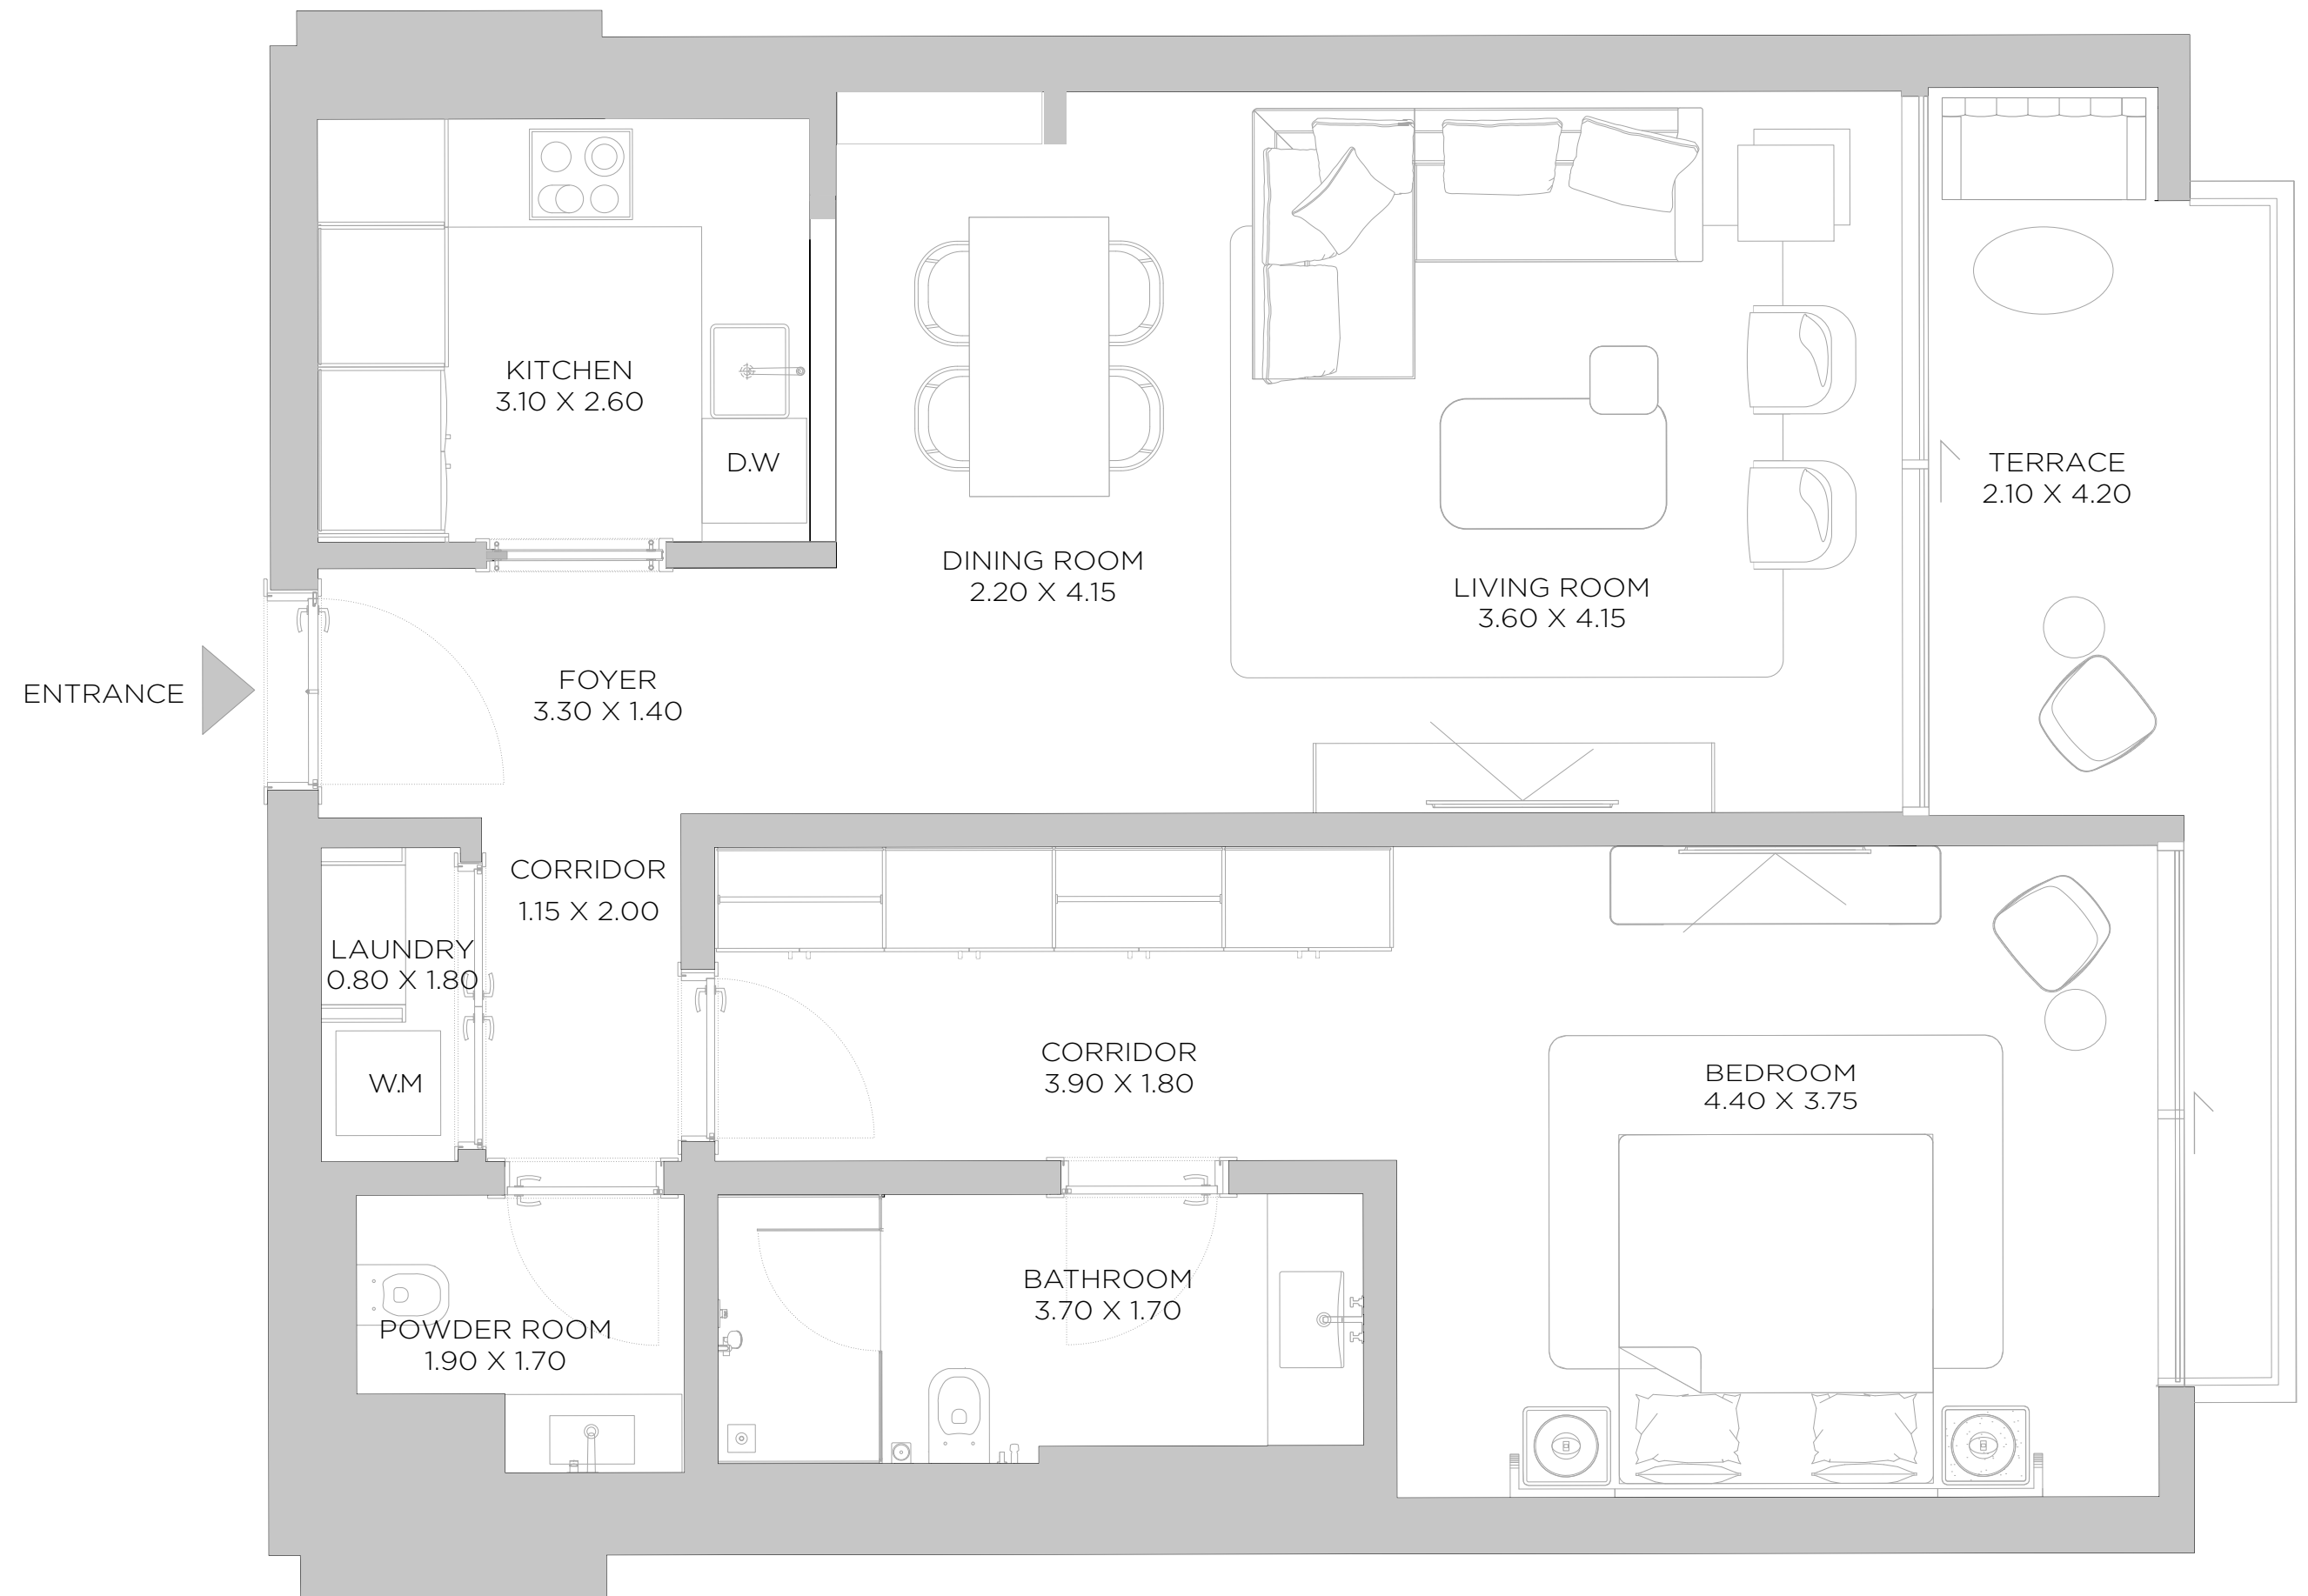 KITCHEN
3.10 X 2.60
D.W
TERRACE
2.10 X 4.20
DINING ROOM
2.20 X 4.15
LIVING ROOM
3.60 X 4.15
ENTRANCE
FOYER
3.30 X 1.40
CORRIDOR
1.15 X 2.00
LAUNDRY
0.80 X 1.80
W.M
CORRIDOR
3.90 X 1.80
BEDROOM
4.40 X 3.75
BATHROOM
3.70 X 1.70
POWDER ROOM
1.90 X 1.70